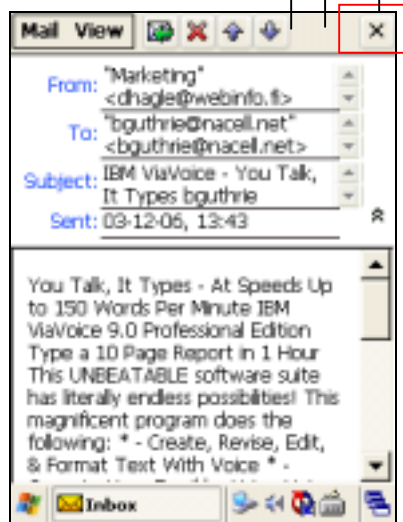 Mail View
From: "Marketing"
<dhagle@webinfo.fi>
To: "bguthrie@nacell.net"
<bguthrie@nacell.net>
Subject: IBM ViaVoice - You Talk,
It Types bguthrie
Sent: 03-12-06, 13:43
You Talk, It Types - At Speeds Up
to 150 Words Per Minute IBM
ViaVoice 9.0 Professional Edition
Type a 10 Page Report in 1 Hour
This UNBEATABLE software suite
has literally endless possibilities! This
magnificent program does the
following: * - Create, Revise, Edit,
& Format Text With Voice * -
Inbox